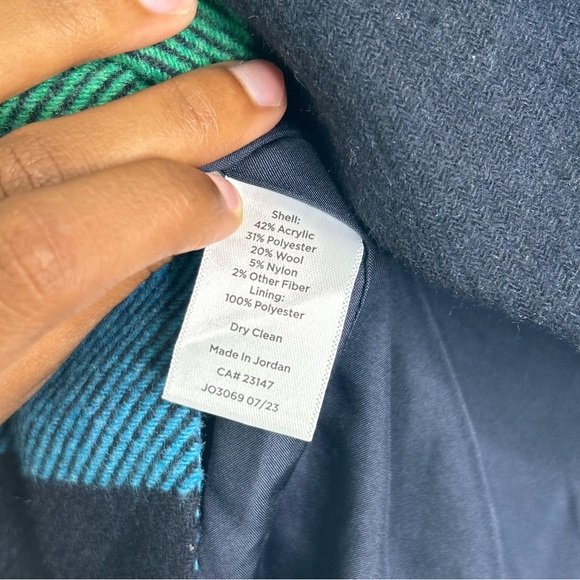 Shell:
42% Acrylic
31% Polyester
20% Wool
5% Nylon
2% Other Fiber
Lining:
100% Polyester
Dry Clean
Made In Jordan
CA# 23147
JO3069 07/23